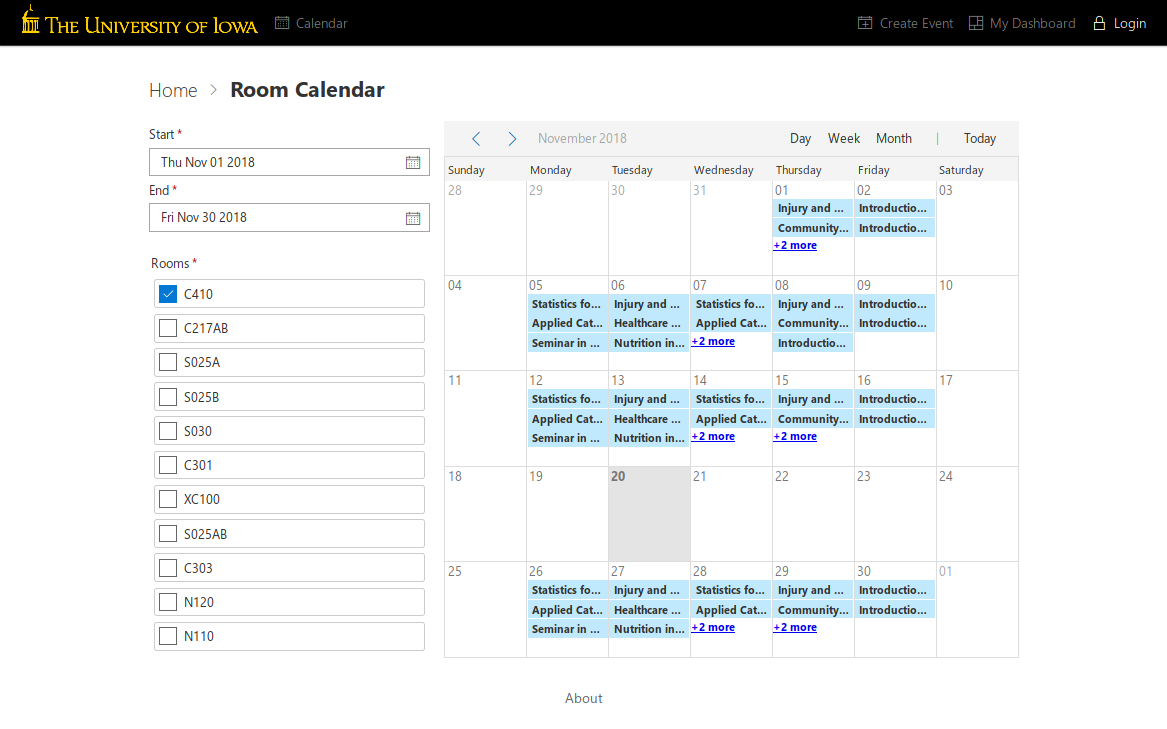 THE UNIVERSITY OF IOWA Calendar Create Event My Dashboard Login
Home > Room Calendar
Start *
Thu Nov 01 2018
End *
Fri Nov 30 2018
Rooms *
C410
C217AB
S025A
S025B
S030
C301
XC100
S025AB
C303
N120
N110
November 2018 Day Week Month | Today
Sunday Monday Tuesday Wednesday Thursday Friday Saturday
28 29 30 31 01 02 03
Injury and ... Introductio...
Community... Introductio...
+2 more
04 05 06 07 08 09 10
Statistics fo... Injury and ... Statistics fo... Injury and ... Introductio...
Applied Cat... Healthcare ... Applied Cat... Community... Introductio...
Seminar in ... Nutrition in... +2 more Introductio...
11 12 13 14 15 16 17
Statistics fo... Injury and ... Statistics fo... Injury and ... Introductio...
Applied Cat... Healthcare ... Applied Cat... Community... Introductio...
Seminar in ... Nutrition in... +2 more +2 more
18 19 20 21 22 23 24
25 26 27 28 29 30 01
Statistics fo... Injury and ... Statistics fo... Injury and ... Introductio...
Applied Cat... Healthcare ... Applied Cat... Community... Introductio...
Seminar in ... Nutrition in... +2 more +2 more
About